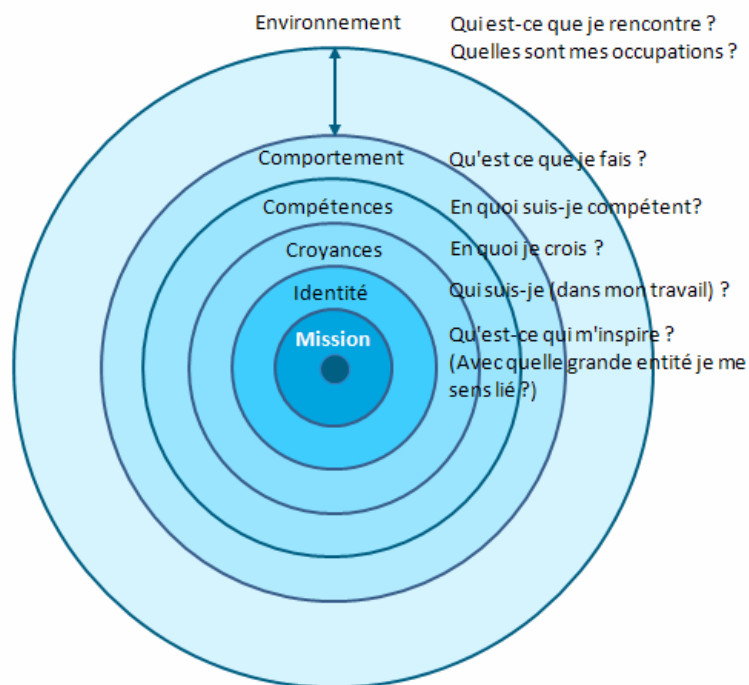 Environnement
Qui est-ce que je rencontre ?
Quelles sont mes occupations ?
Comportement
Qu'est ce que je fais ?
Compétences
En quoi suis-je compétent?
Croyances
En quoi je crois ?
Identité
Qui suis-je (dans mon travail) ?
Mission
Qu'est-ce qui m'inspire ?
(Avec quelle grande entité je me
sens lié ?)